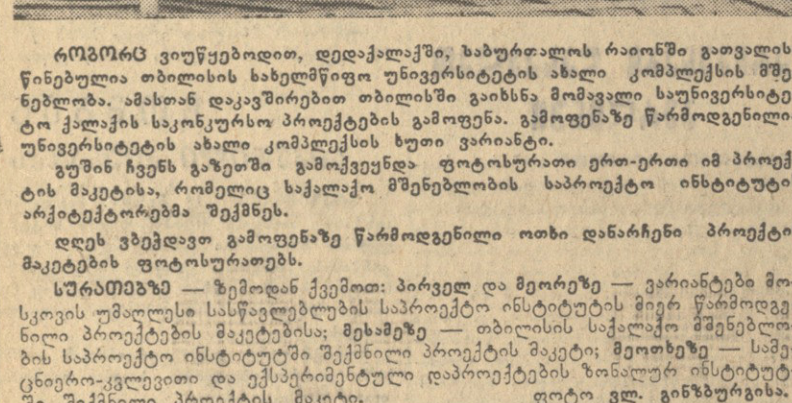 როგორც ვიუწყებოდით, დედაქალაქში, საბურთალოს რაიონში გათვალის
წინებულია თბილისის სახელმწიფო უნივერსიტეტის ახალი კომპლექსის მშე
ნებლობა. ამასთან დაკავშირებით თბილისში გაიხსნა მომავალი საუნივერსიტე
ტო ქალაქის საკონკურსო პროექტების გამოფენა. გამოფენაზე წარმოდგენილი
უნივერსიტეტის ახალი კომპლექსის ხუთი ვარიანტი.
გუშინ ჩვენს გაზეთში გამოქვეყნდა ფოტოსურათი ერთ-ერთი იმ პროექ
ტის მაკეტისა, რომელიც საქალაქო მშენებლობის საპროექტო ინსტიტუტი
არქიტექტორებმა შექმნეს.
დღეს ვბეჭდავთ გამოფენაზე წარმოდგენილი ოთხი დანარჩენი პროექტი
მაკეტების ფოტოსურათებს.
სურათებზე — ზემოდან ქვემოთ: პირველ და მეორეზე — ვარიანტები მო
სკოვის უმაღლესი სასწავლებლების საპროექტო ინსტიტუტის მიერ წარმოდგე
ნილი პროექტების მაკეტებისა; მესამეზე — თბილისის საქალაქო მშენებლო
ბის საპროექტო ინსტიტუტში შექმნილი პროექტის მაკეტი; მეოთხეზე — სამე
ცნიერო-კვლევითი და ექსპერიმენტული დაპროექტების ზონალურ ინსტიტუტ
ში შექმნილი პროექტის მაკეტი. ფოტო ვლ. გინზბურგისა.